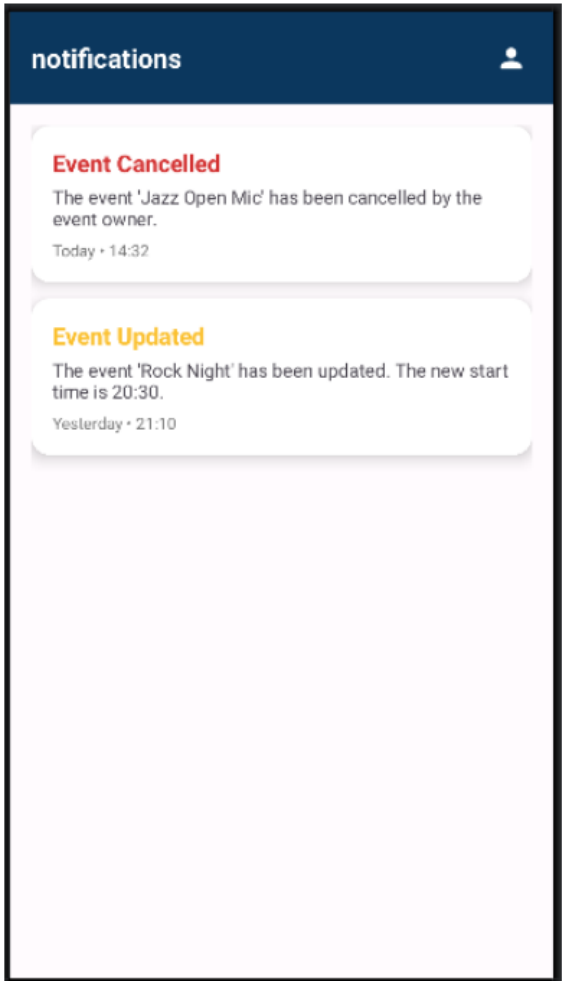 notifications
Event Cancelled
The event 'Jazz Open Mic' has been cancelled by the
event owner.
Today • 14:32
Event Updated
The event 'Rock Night' has been updated. The new start
time is 20:30.
Yesterday • 21:10